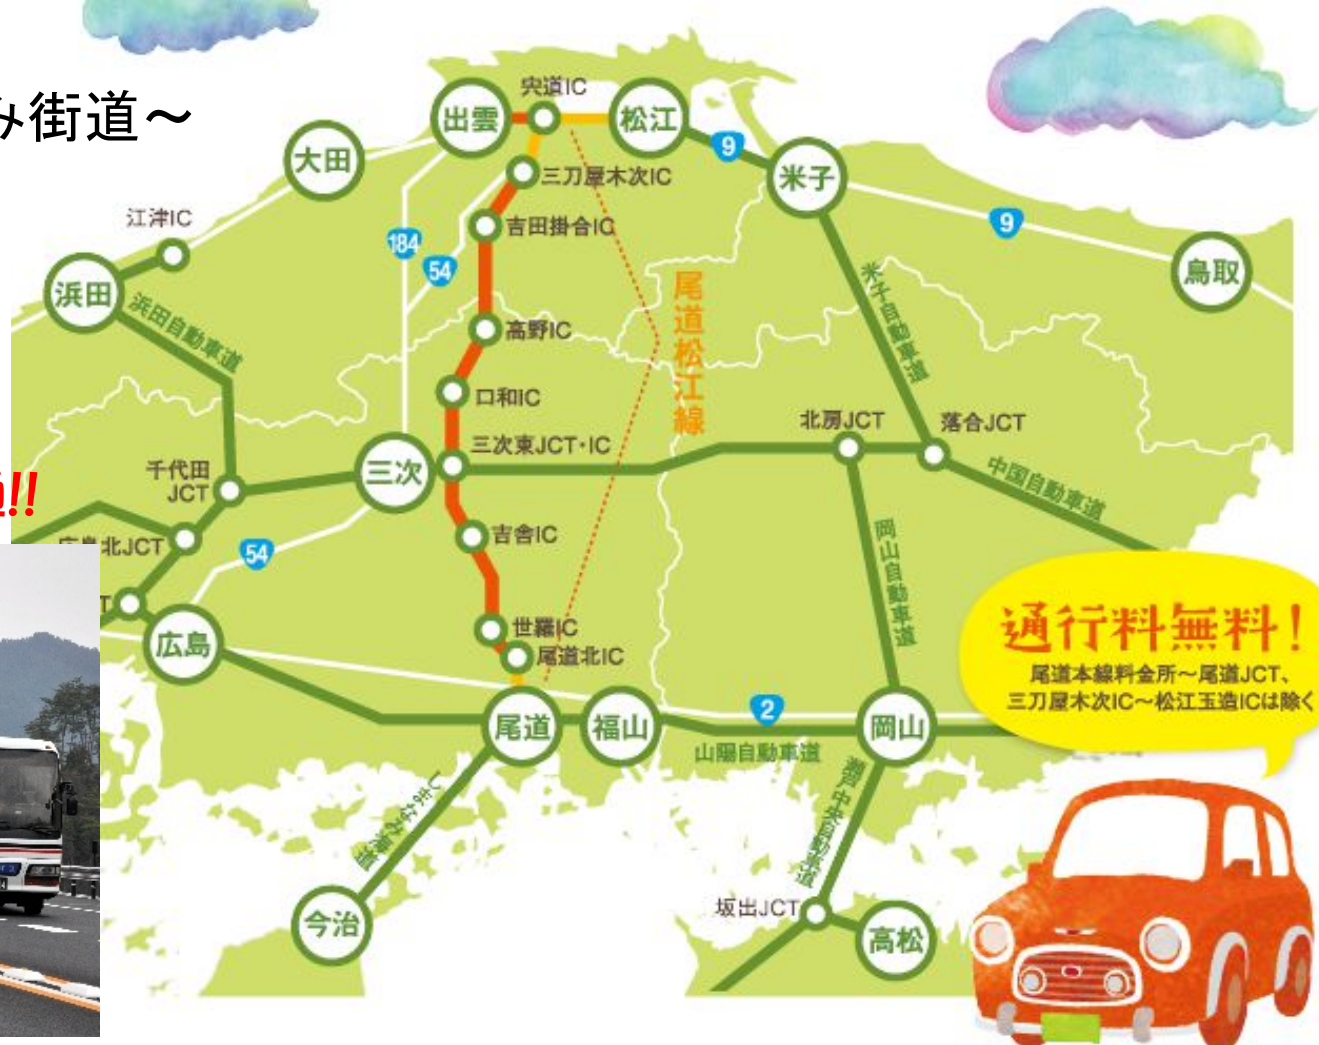 み街道～
宍道IC
出雲
松江
9
大田
三刀屋木次IC
米子
江津IC
吉田掛合IC
9
184
54
鳥取
浜田
浜田自動車道
尾道松江線
米子自動車道
高野IC
口和IC
北房JCT
落合JCT
三次東JCT・IC
三次
千代田
JCT
中国自動車道
!!
吉舎IC
54
北JCT
岡山自動車道
T
世羅IC
広島
尾道北IC
通行料無料!
尾道本線料金所～尾道JCT、
三刀屋木次IC～松江玉造ICは除く
2
尾道
福山
岡山
山陽自動車道
しまなみ海道
瀬戸中央自動車道
坂出JCT
今治
高松